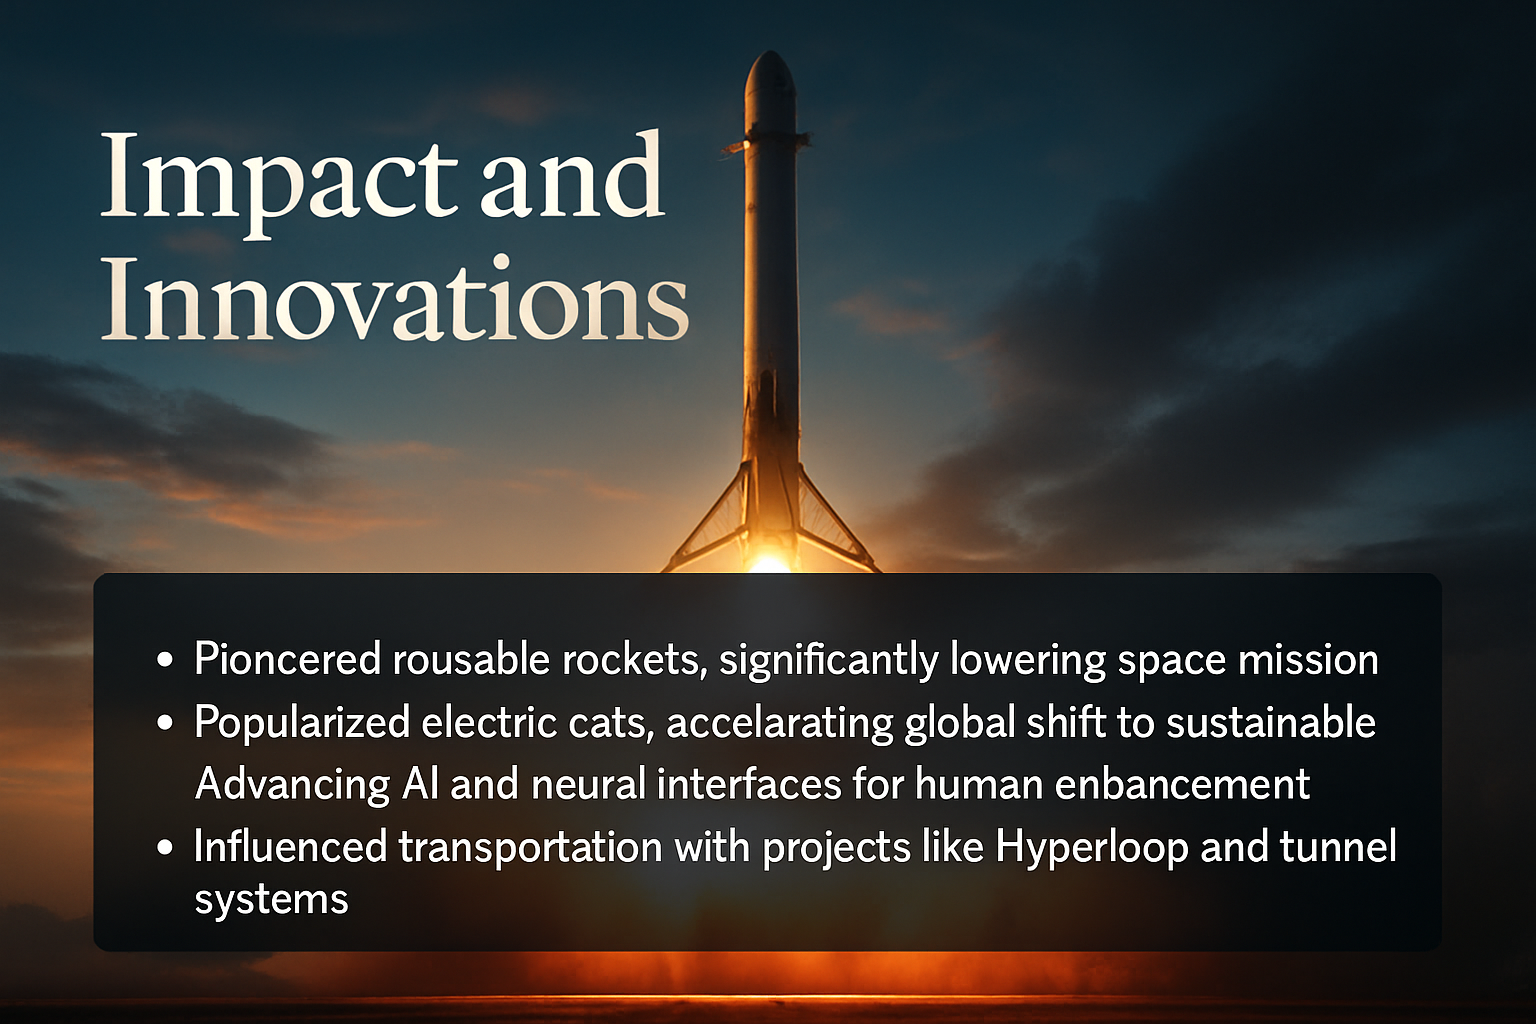 Impact and
Innovations
• Pioncered rousable rockets, significantly lowering space mission
• Popularized electric cats, accelarating global shift to sustainable
Advancing AI and neural interfaces for human enbancement
• Influenced transportation with projects like Hyperloop and tunnel
systems